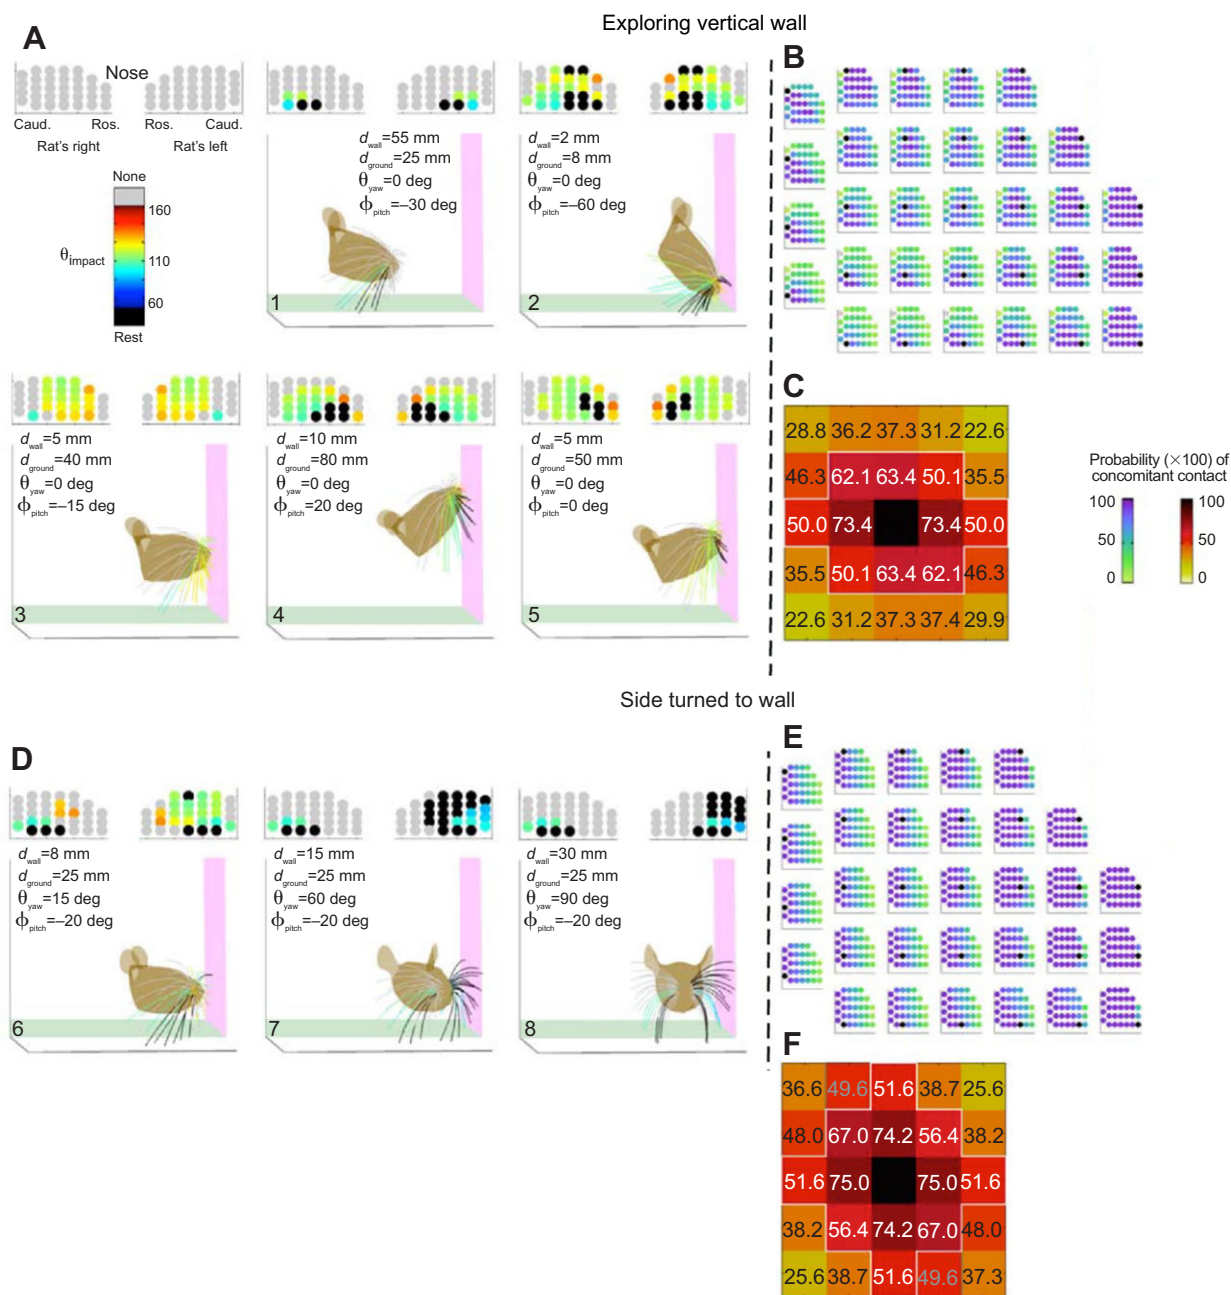 Exploring vertical wall
A
Nose
Caud. Ros. Ros. Caud.
Rat's right Rat's left
None
160
110
60
θimpact
Rest
dwall=55 mm
dground=25 mm
θyaw=0 deg
ϕpitch=–30 deg
1
dwall=2 mm
dground=8 mm
θyaw=0 deg
ϕpitch=–60 deg
2
dwall=5 mm
dground=40 mm
θyaw=0 deg
ϕpitch=–15 deg
3
dwall=10 mm
dground=80 mm
θyaw=0 deg
ϕpitch=20 deg
4
dwall=5 mm
dground=50 mm
θyaw=0 deg
ϕpitch=0 deg
5
B
C
28.8 36.2 37.3 31.2 22.6
46.3 62.1 63.4 50.1 35.5
50.0 73.4 73.4 50.0
35.5 50.1 63.4 62.1 46.3
22.6 31.2 37.3 37.4 29.9
Probability (×100) of
concomitant contact
100 100
50 50
0 0
Side turned to wall
D
dwall=8 mm
dground=25 mm
θyaw=15 deg
ϕpitch=–20 deg
6
dwall=15 mm
dground=25 mm
θyaw=60 deg
ϕpitch=–20 deg
7
dwall=30 mm
dground=25 mm
θyaw=90 deg
ϕpitch=–20 deg
8
E
F
36.6 49.6 51.6 38.7 25.6
48.0 67.0 74.2 56.4 38.2
51.6 75.0 75.0 51.6
38.2 56.4 74.2 67.0 48.0
25.6 38.7 51.6 49.6 37.3